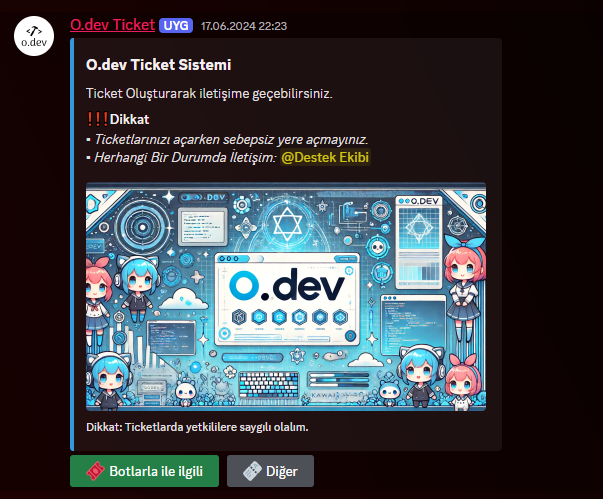 O.dev Ticket UYG 17.06.2024 22:23
o.dev
O.dev Ticket Sistemi
Ticket Oluşturarak iletişime geçebilirsiniz.
!!!Dikkat
▪ Ticketlarınızı açarken sebepsiz yere açmayınız.
▪ Herhangi Bir Durumda İletişim: @Destek Ekibi
O.DEV
O.dev
KAWAII
Dikkat: Ticketlarda yetkililere saygılı olalım.
Botlarla ile ilgili
Diğer